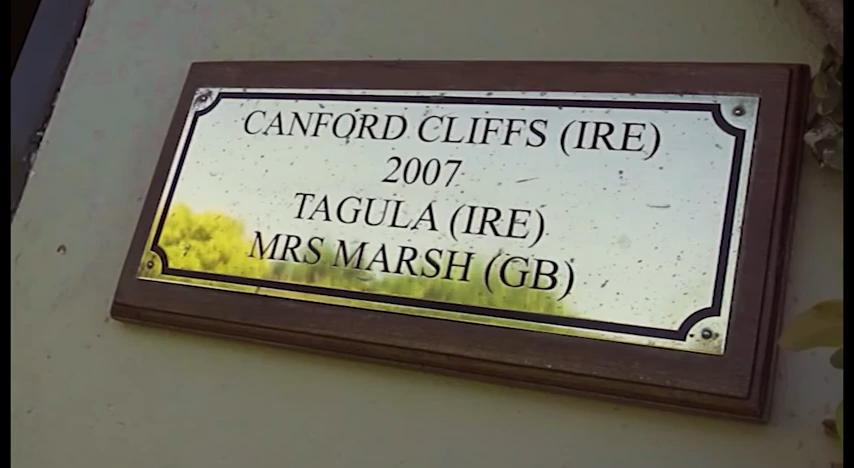 CANFORD CLIFFS (IRE)
2007
TAGULA (IRE)
MRS MARSH (GB)